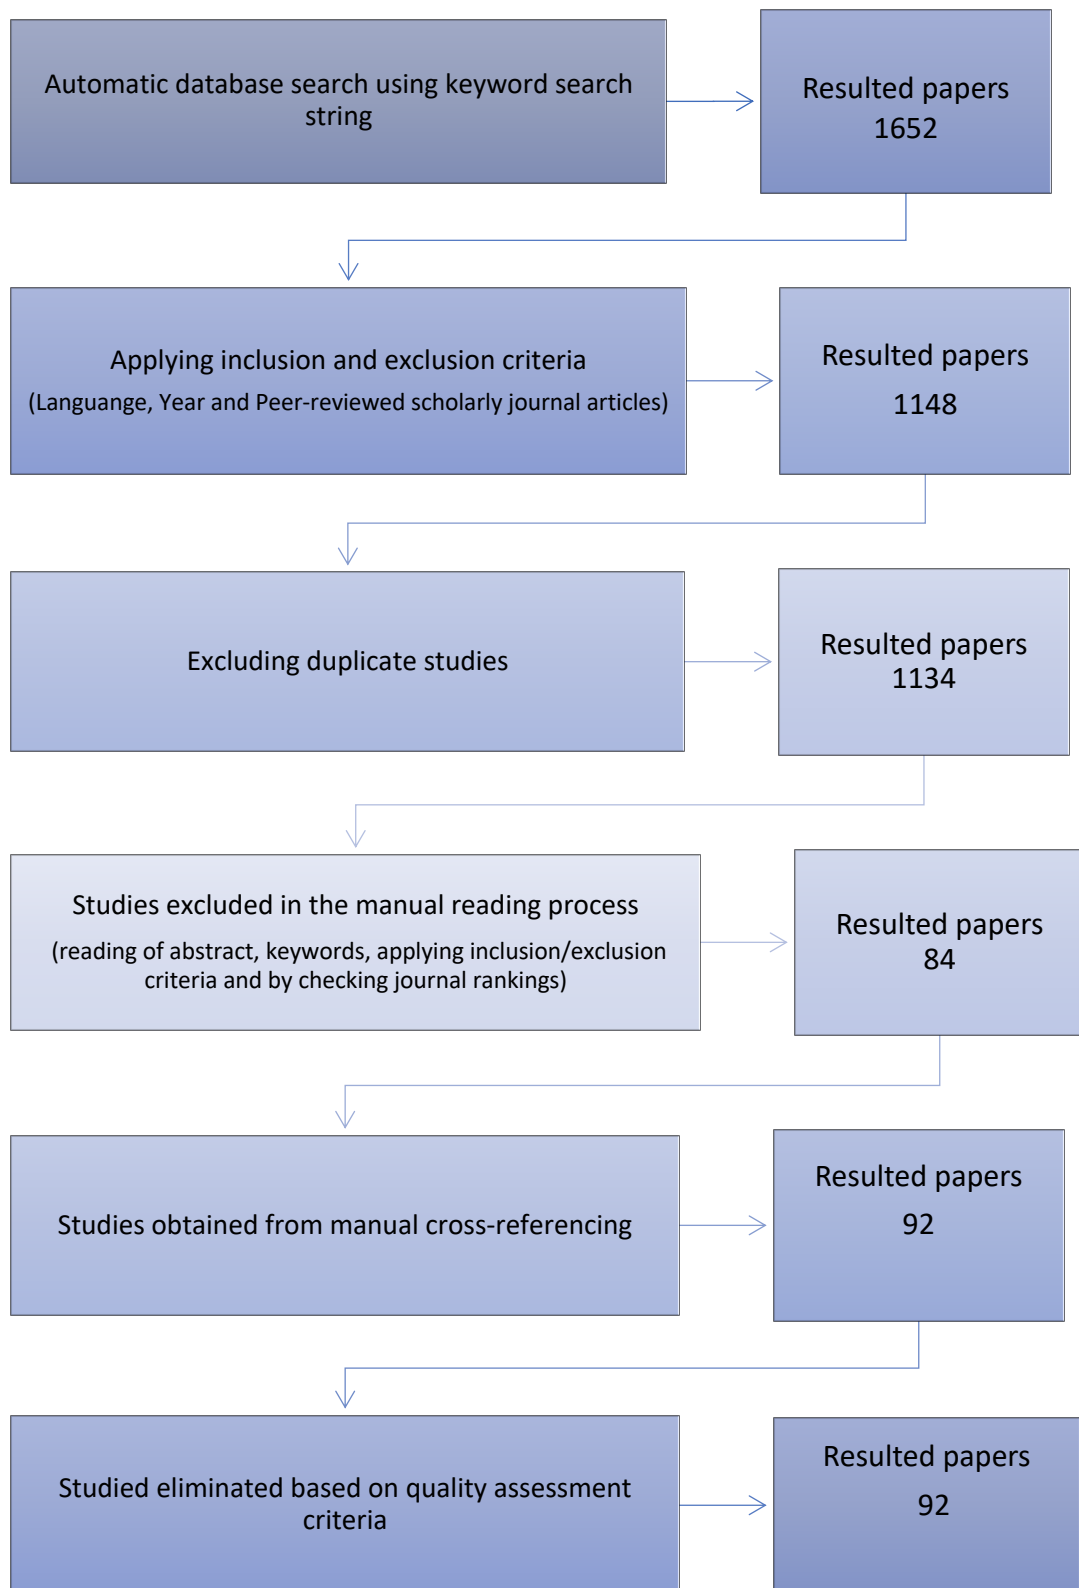 Automatic database search using keyword search
string
Resulted papers
1652
Applying inclusion and exclusion criteria
(Languange, Year and Peer-reviewed scholarly journal articles)
Resulted papers
1148
Excluding duplicate studies
Resulted papers
1134
Studies excluded in the manual reading process
(reading of abstract, keywords, applying inclusion/exclusion
criteria and by checking journal rankings)
Resulted papers
84
Studies obtained from manual cross-referencing
Resulted papers
92
Studied eliminated based on quality assessment
criteria
Resulted papers
92